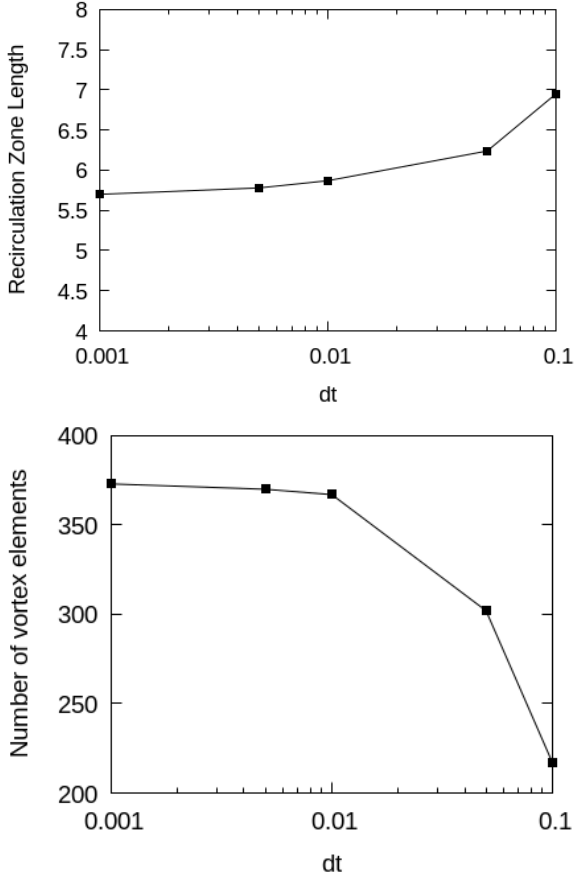 8
7.5
7
6.5
6
5.5
5
4.5
4
0.001 0.01 0.1
Recirculation Zone Length
dt
400
350
300
250
200
0.001 0.01 0.1
Number of vortex elements
dt